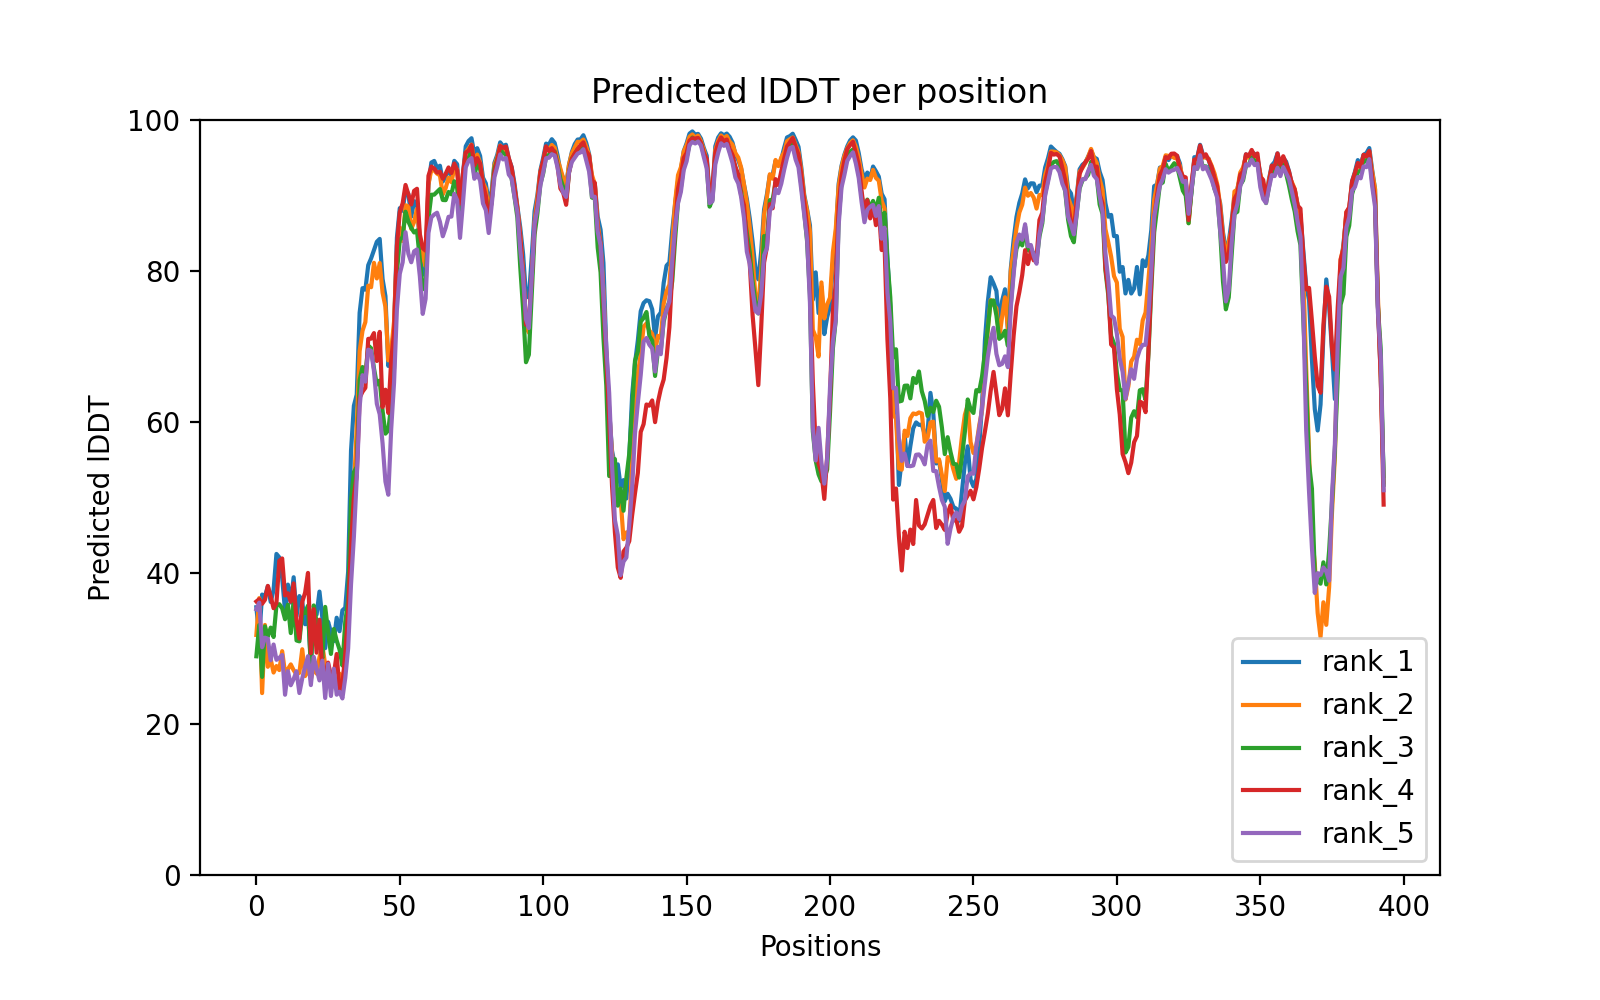 Predicted lDDT per position
Predicted lDDT
100
80
60
40
20
0
0 50 100 150 200 250 300 350 400
Positions
rank_1
rank_2
rank_3
rank_4
rank_5